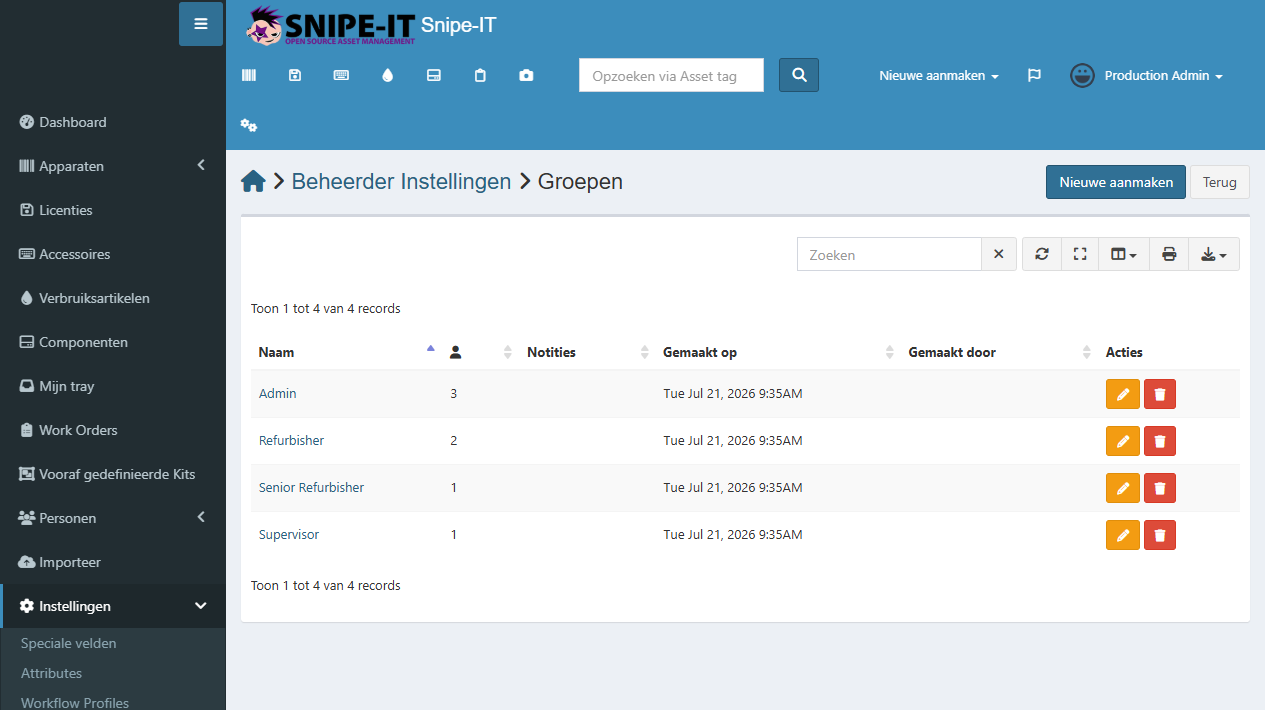 SNIPE-IT
OPEN SOURCE ASSET MANAGEMENT
Snipe-IT
Opzoeken via Asset tag
Nieuwe aanmaken
Production Admin
Dashboard
Apparaten
Licenties
Accessoires
Verbruiksartikelen
Componenten
Mijn tray
Work Orders
Vooraf gedefinieerde Kits
Personen
Importeer
Instellingen
Speciale velden
Attributes
Workflow Profiles
Beheerder Instellingen
Groepen
Nieuwe aanmaken
Terug
Zoeken
Toon 1 tot 4 van 4 records
Naam Notities Gemaakt op Gemaakt door Acties
Admin 3 Tue Jul 21, 2026 9:35AM
Refurbisher 2 Tue Jul 21, 2026 9:35AM
Senior Refurbisher 1 Tue Jul 21, 2026 9:35AM
Supervisor 1 Tue Jul 21, 2026 9:35AM
Toon 1 tot 4 van 4 records